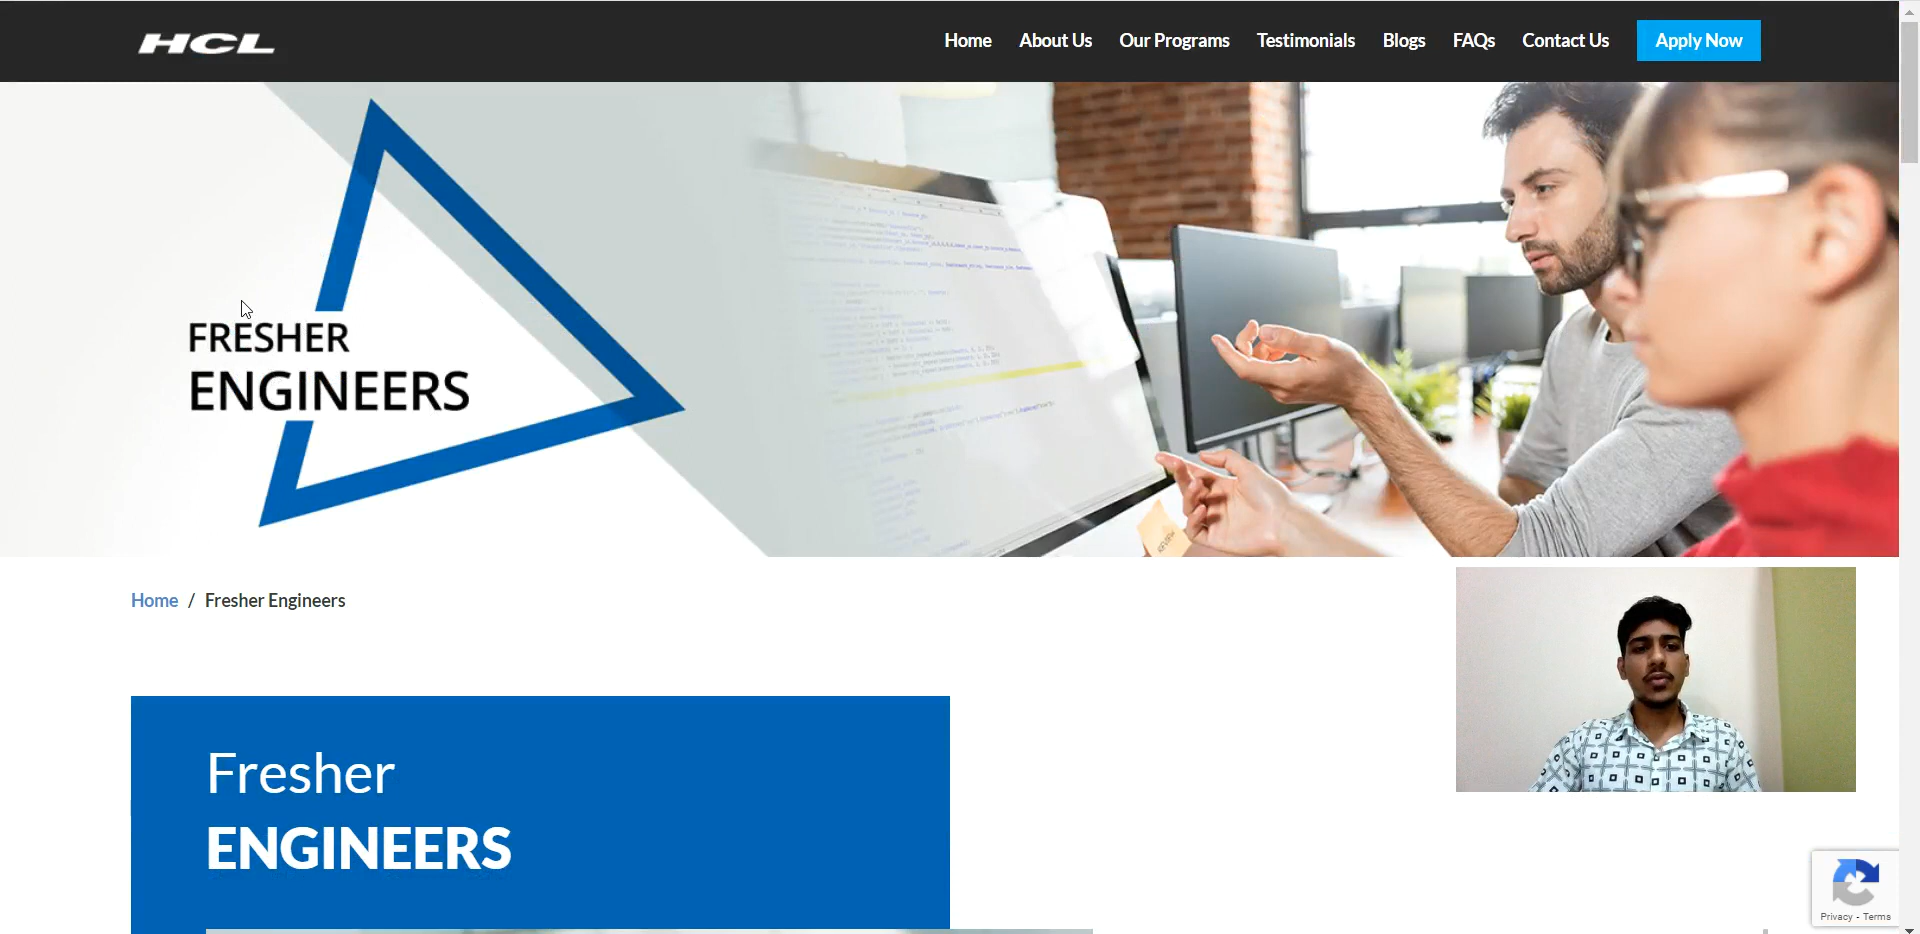 HCL
Home About Us Our Programs Testimonials Blogs FAQs Contact Us Apply Now
FRESHER
ENGINEERS
Home / Fresher Engineers
Fresher
ENGINEERS
Privacy - Terms